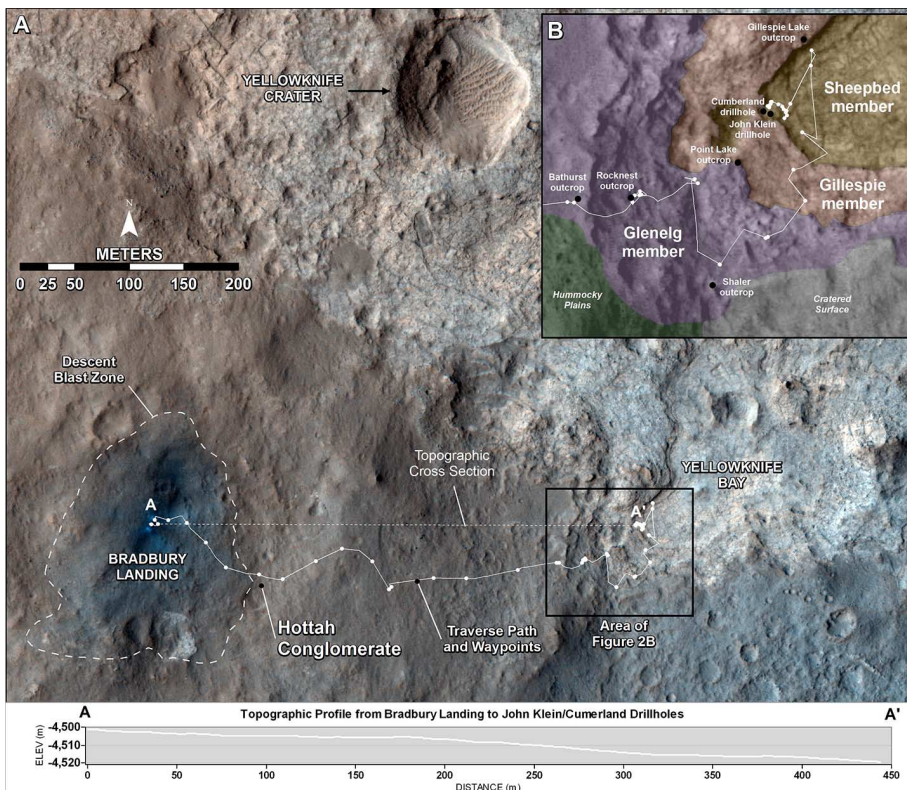 A
YELLOWKNIFE
CRATER
N
METERS
0 25 50 100 150 200
Descent
Blast Zone
A
BRADBURY
LANDING
Hottah
Conglomerate
Topographic
Cross Section
Traverse Path
and Waypoints
YELLOWKNIFE
BAY
A'
Area of
Figure 2B
B
Gillespie Lake
outcrop
Sheepbed
member
Cumberland
drillhole
John Klein
drillhole
Point Lake
outcrop
Bathurst
outcrop
Rocknest
outcrop
Gillespie
member
Glenelg
member
Shaler
outcrop
Hummocky
Plains
Cratered
Surface
A
Topographic Profile from Bradbury Landing to John Klein/Cumerland Drillholes
A'
ELEV (m)
-4,500
-4,510
-4,520
0 50 100 150 200 250 300 350 400 450
DISTANCE (m)